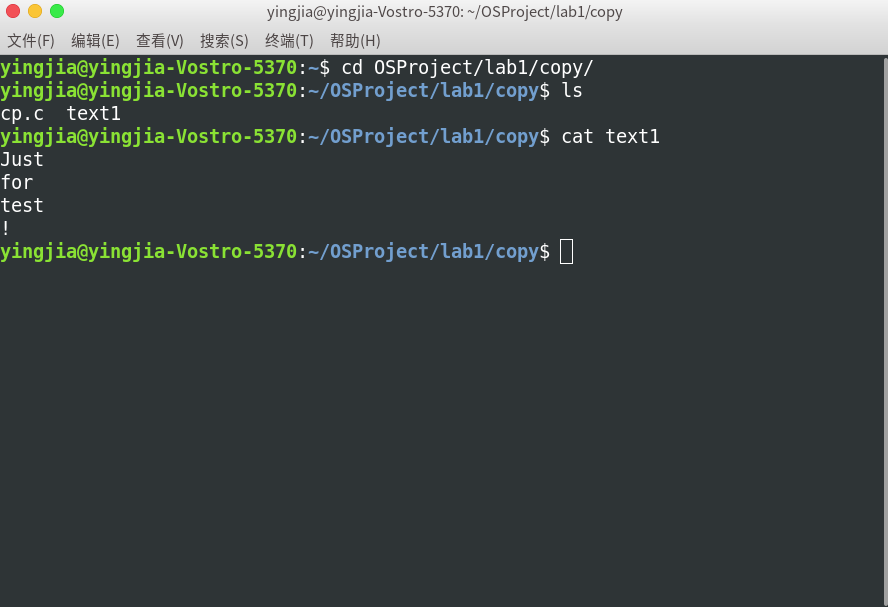 yingjia@yingjia-Vostro-5370: ~/OSProject/lab1/copy
文件(F) 编辑(E) 查看(V) 搜索(S) 终端(T) 帮助(H)
yingjia@yingjia-Vostro-5370:~$ cd OSProject/lab1/copy/
yingjia@yingjia-Vostro-5370:~/OSProject/lab1/copy$ ls
cp.c  text1
yingjia@yingjia-Vostro-5370:~/OSProject/lab1/copy$ cat text1
Just
for
test
!
yingjia@yingjia-Vostro-5370:~/OSProject/lab1/copy$